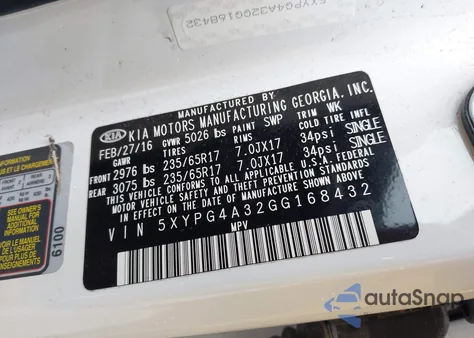 5XYPG4A32GG168432
MANUFACTURED BY
KIA KIA MOTORS MANUFACTURING GEORGIA, INC.
FEB/27/16 GVWR 5026 lbs PAINT SWP TRIM WK
GAWR TIRES RIMS COLD TIRE INFL
FRONT 2976 lbs 235/65R17 7.0JX17 34psi SINGLE
REAR 3075 lbs 235/65R17 7.0JX17 34psi SINGLE
THIS VEHICLE CONFORMS TO ALL APPLICABLE U.S.A. FEDERAL
MOTOR VEHICLE SAFETY STANDARDS IN EFFECT ON THE
DATE OF MANUFACTURE SHOWN ABOVE.
VIN 5XYPG4A32GG168432
MPV
6100
autoSnap